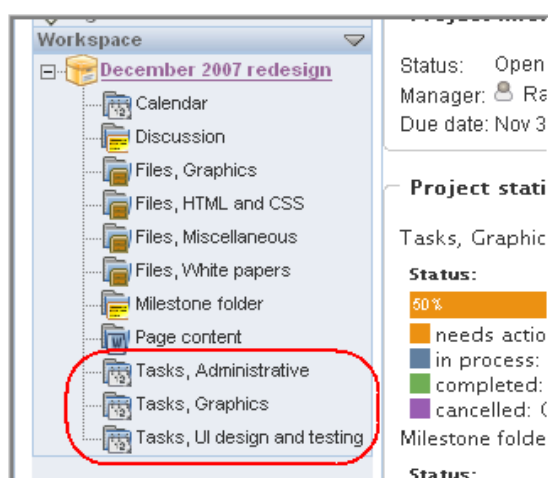 Workspace
December 2007 redesign
Calendar
Discussion
Files, Graphics
Files, HTML and CSS
Files, Miscellaneous
Files, White papers
Milestone folder
Page content
Tasks, Administrative
Tasks, Graphics
Tasks, UI design and testing
Status: Open
Manager: Ra
Due date: Nov 3
Project stati
Tasks, Graphic
Status:
50%
needs actio
in process:
completed:
cancelled:
Milestone folde
Status: